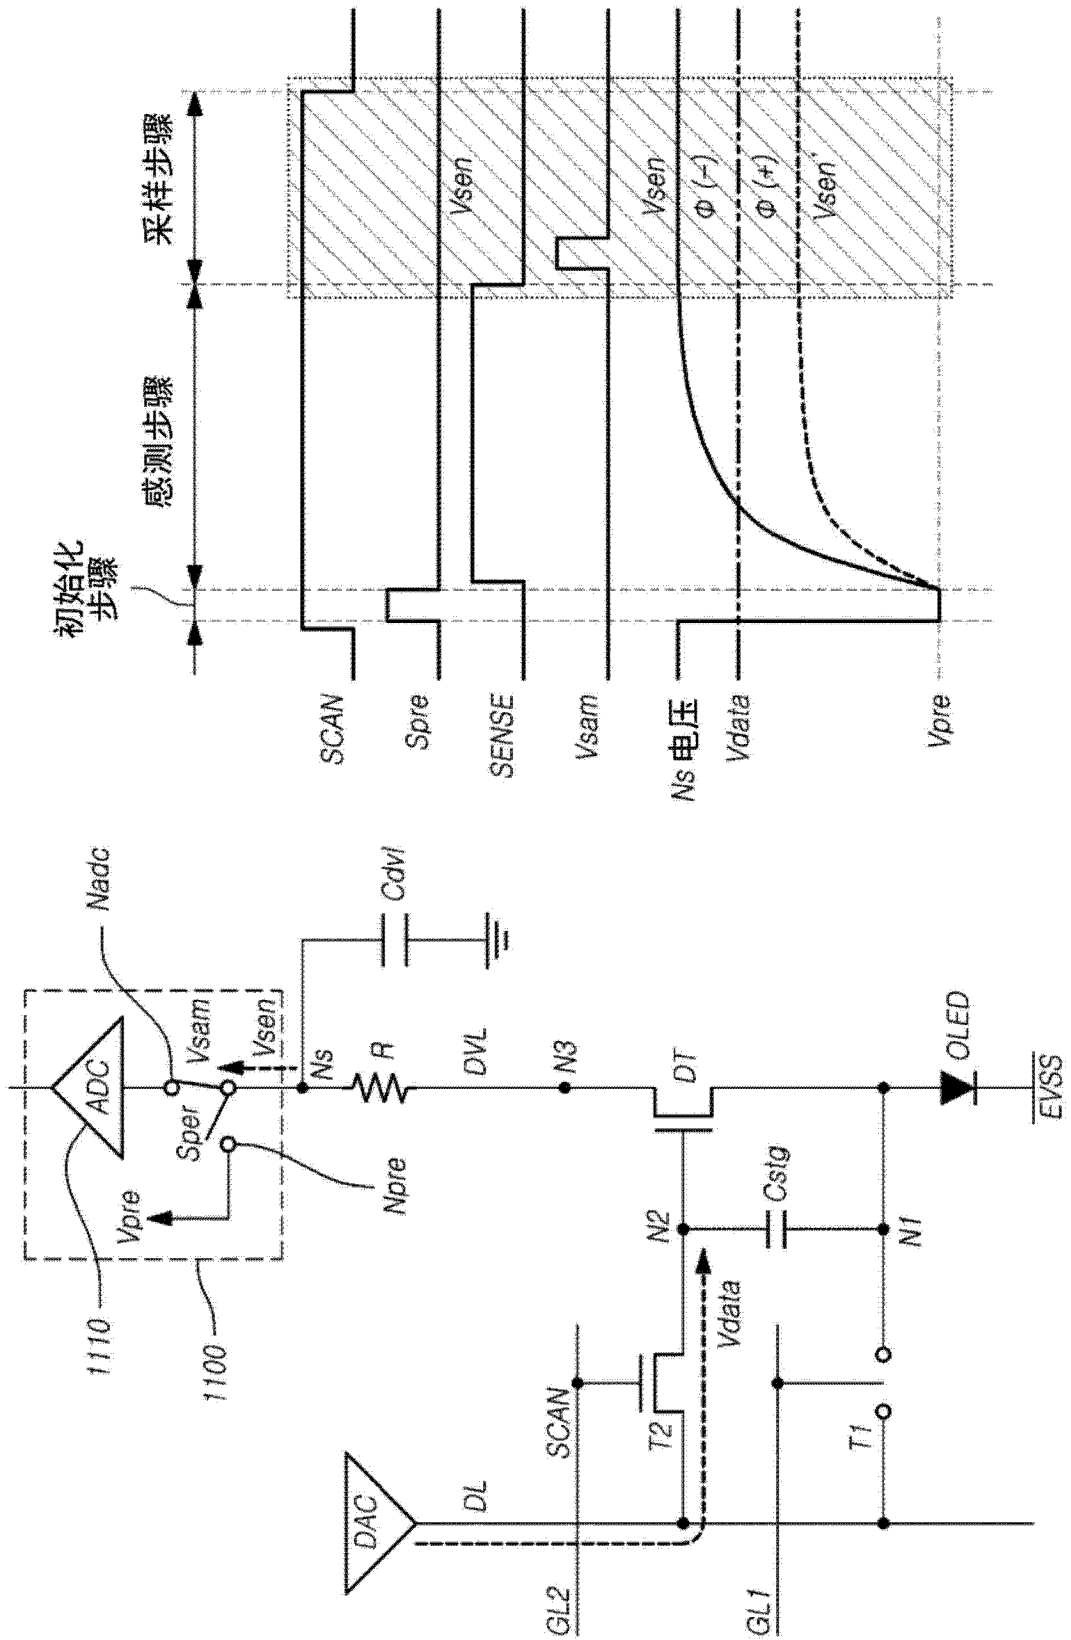 DAC
DL
GL2
SCAN
T2
Vdata
GL1
T1
N2
Cstg
N1
DT
N3
DVL
R
Ns
OLED
EVSS
Cdvl
1110
1100
ADC
Nadc
Vsam
Vsen
Sper
Vpre
Npre
初始化
步骤
感测步骤
采样步骤
SCAN
Spre
SENSE
Vsam
Ns 电压
Vdata
Vpre
Vsen
Vsen
Φ (−)
Φ (+)
Vsen'